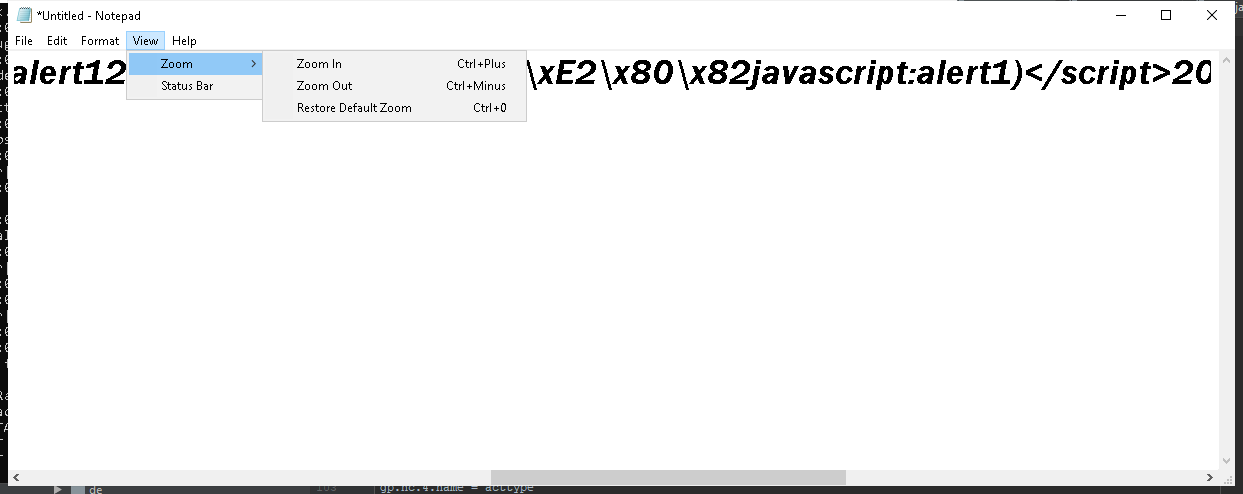 *Untitled - Notepad
File Edit Format View Help
alert12
\xE2\x80\x82javascript:alert1)</script>20
Zoom
Status Bar
Zoom In Ctrl+Plus
Zoom Out Ctrl+Minus
Restore Default Zoom Ctrl+0
de
gp.nc.4.name = acctype